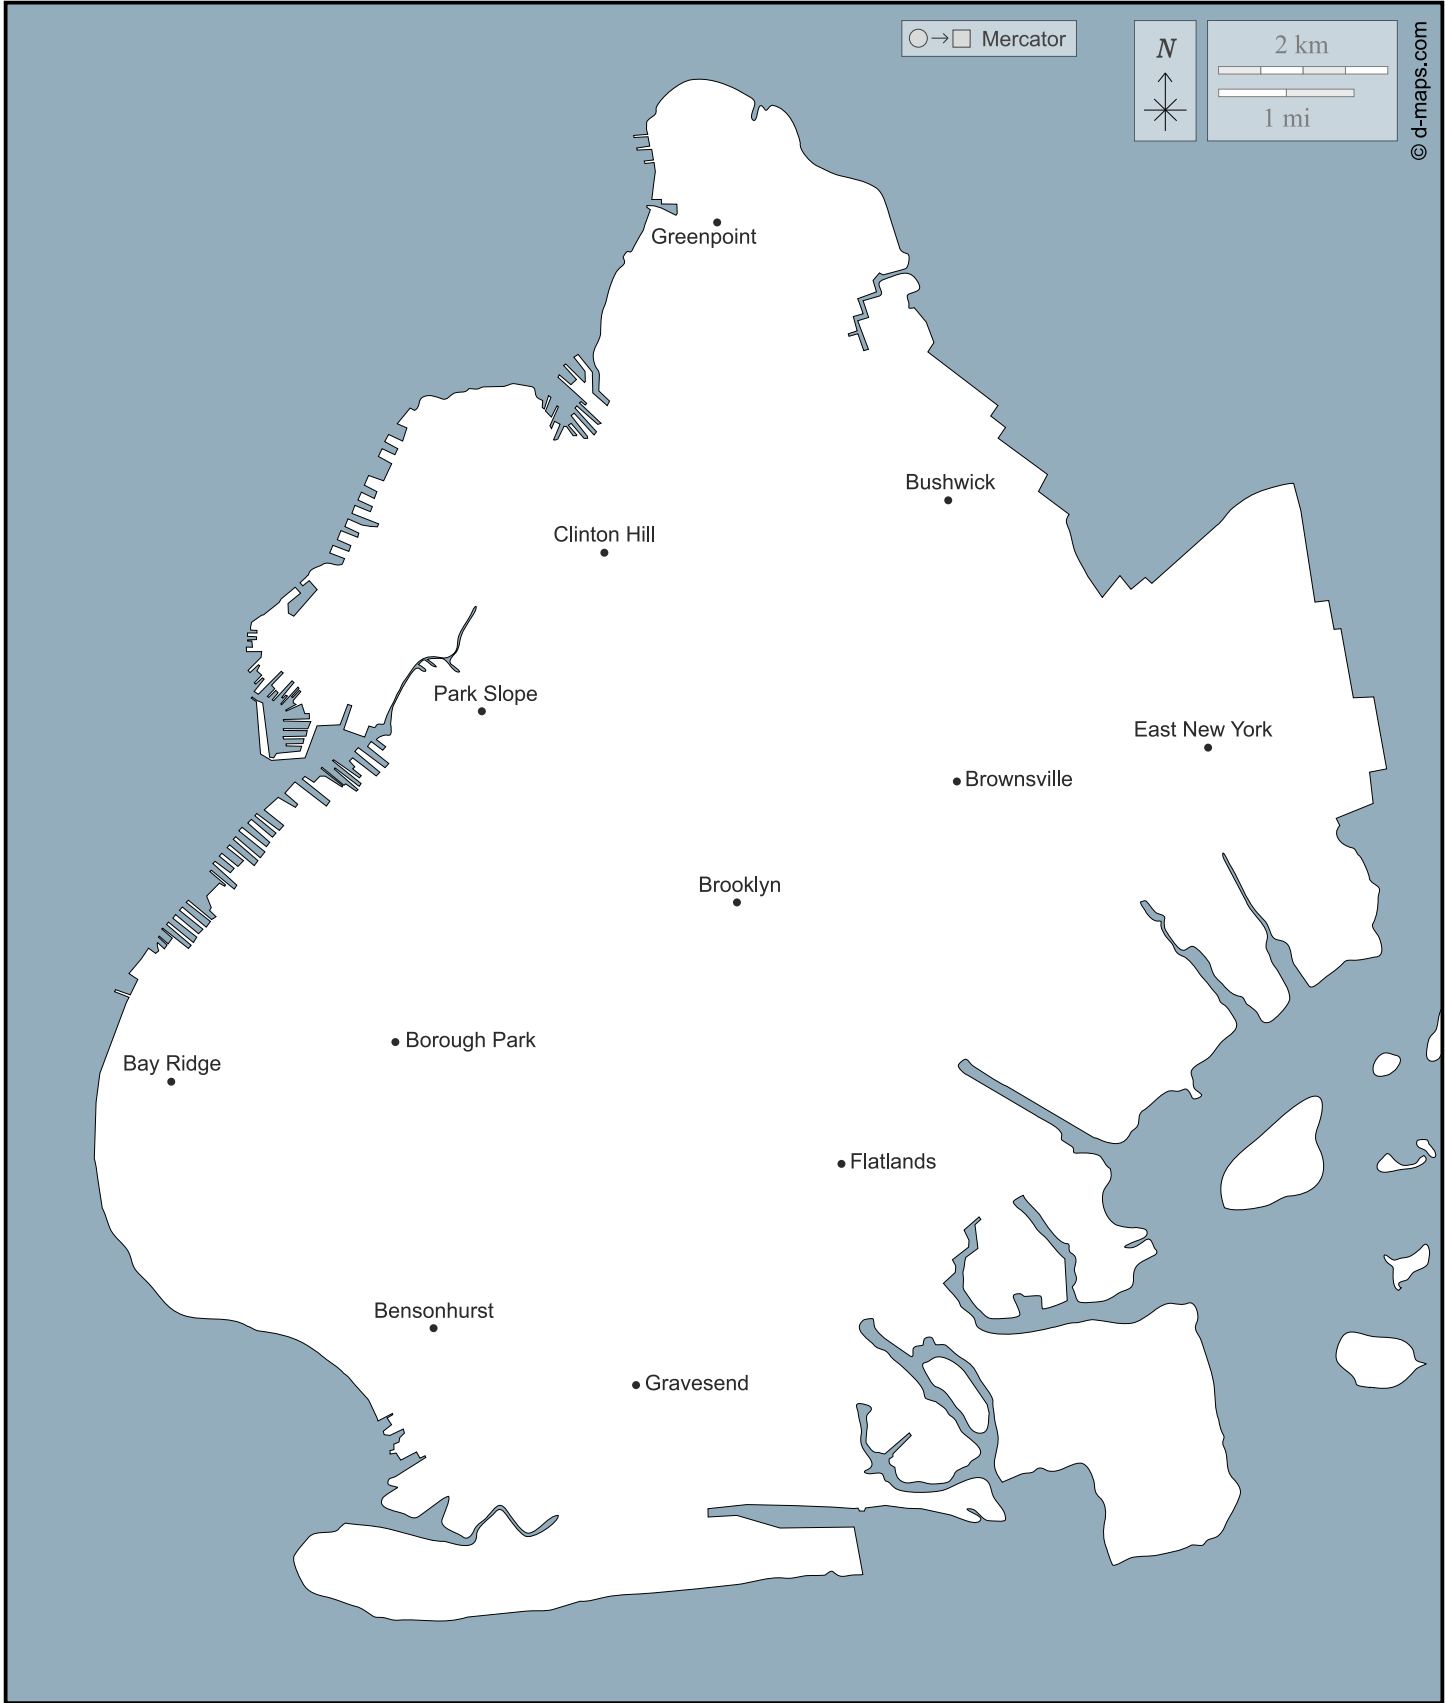 Mercator
N
2 km
1 mi
© d-maps.com
Greenpoint
Bushwick
Clinton Hill
Park Slope
East New York
Brownsville
Brooklyn
Borough Park
Bay Ridge
Flatlands
Bensonhurst
Gravesend